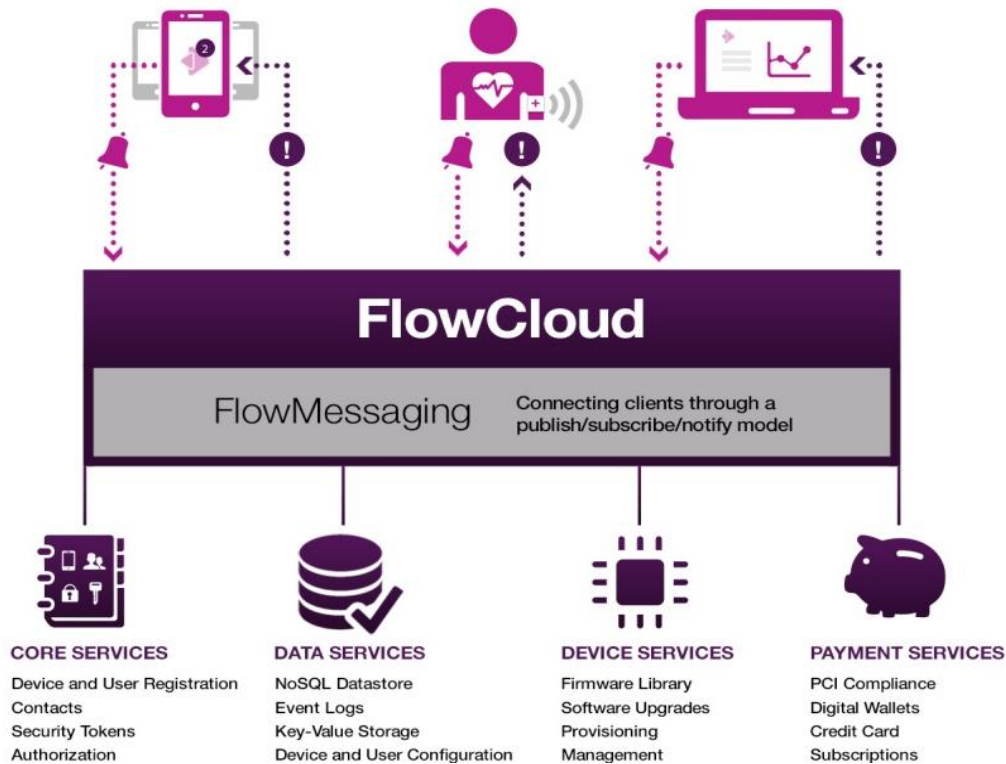 2
!
!
!
FlowCloud
FlowMessaging
Connecting clients through a
publish/subscribe/notify model
CORE SERVICES
Device and User Registration
Contacts
Security Tokens
Authorization
DATA SERVICES
NoSQL Datastore
Event Logs
Key-Value Storage
Device and User Configuration
DEVICE SERVICES
Firmware Library
Software Upgrades
Provisioning
Management
PAYMENT SERVICES
PCI Compliance
Digital Wallets
Credit Card
Subscriptions